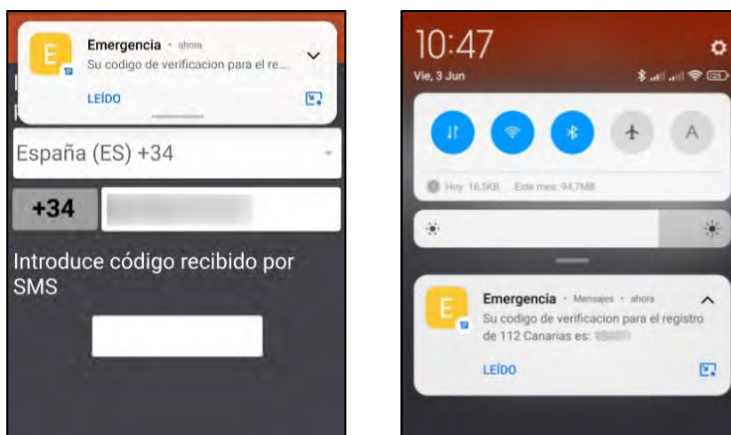 Emergencia · ahora
Su codigo de verificacion para el re...
LEÍDO
España (ES) +34
+34
Introduce código recibido por
SMS
10:47
Vie, 3 Jun
A
Hoy: 16,5KB Este mes: 94,7MB
Emergencia · Mensajes · ahora
E
Su codigo de verificacion para el registro
de 112 Canarias es:
LEÍDO